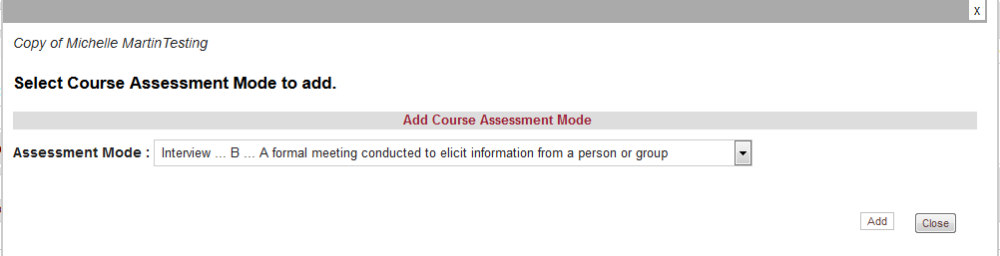 x
Copy of Michelle MartinTesting
Select Course Assessment Mode to add.
Add Course Assessment Mode
Assessment Mode : Interview ... B ... A formal meeting conducted to elicit information from a person or group
Add Close